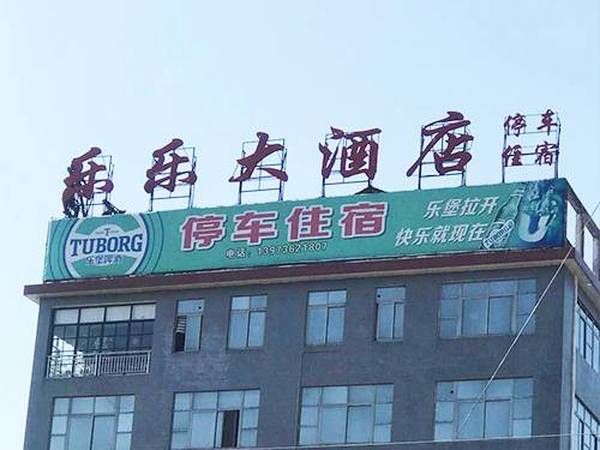 乐乐大酒店
停车
住宿
TUBORG
乐堡啤酒
停车住宿
电话：13973621807
乐堡拉开
快乐就现在